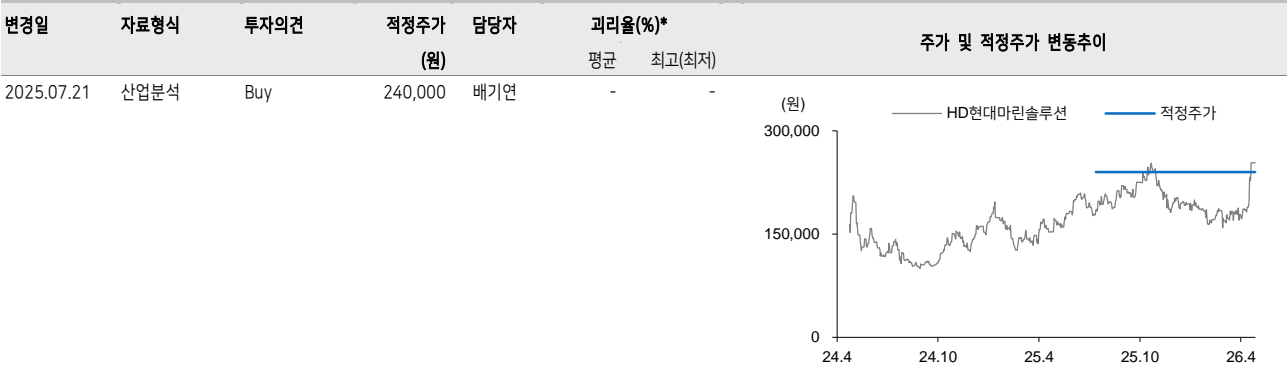 변경일 자료형식 투자의견 적정주가 담당자 괴리율(%)* 주가 및 적정주가 변동추이
(원) 평균 최고(최저)
2025.07.21 산업분석 Buy 240,000 배기연 - -
(원)
HD현대마린솔루션 적정주가
300,000
150,000
0
24.4 24.10 25.4 25.10 26.4